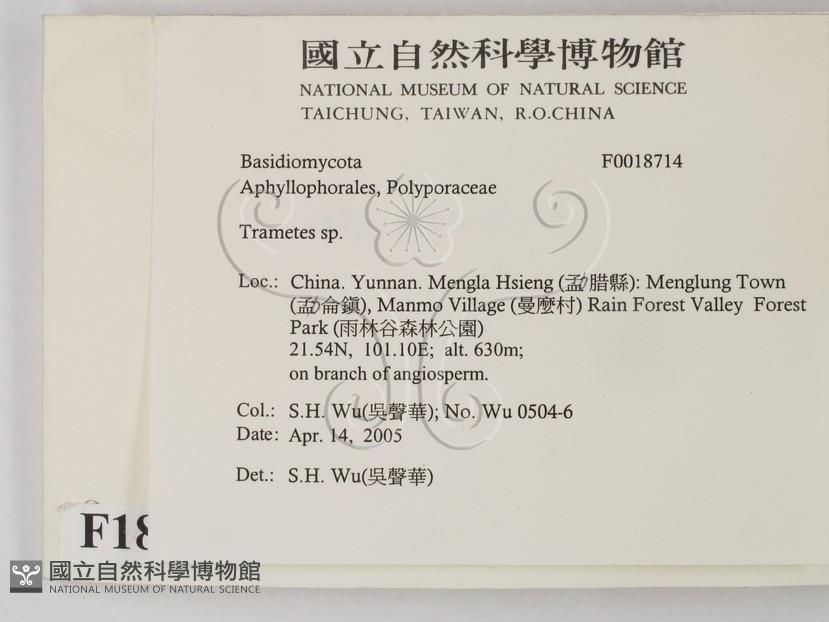 國立自然科學博物館
NATIONAL MUSEUM OF NATURAL SCIENCE
TAICHUNG, TAIWAN, R.O.CHINA
Basidiomycota F0018714
Aphyllophorales, Polyporaceae
Trametes sp.
Loc.: China. Yunnan. Mengla Hsieng (勐腊縣): Menglung Town
(勐侖鎮), Manmo Village (曼麼村) Rain Forest Valley Forest
Park (雨林谷森林公園)
21.54N, 101.10E; alt. 630m;
on branch of angiosperm.
Col.: S.H. Wu(吳聲華); No. Wu 0504-6
Date: Apr. 14, 2005
Det.: S.H. Wu(吳聲華)
F18
國立自然科學博物館
NATIONAL MUSEUM OF NATURAL SCIENCE